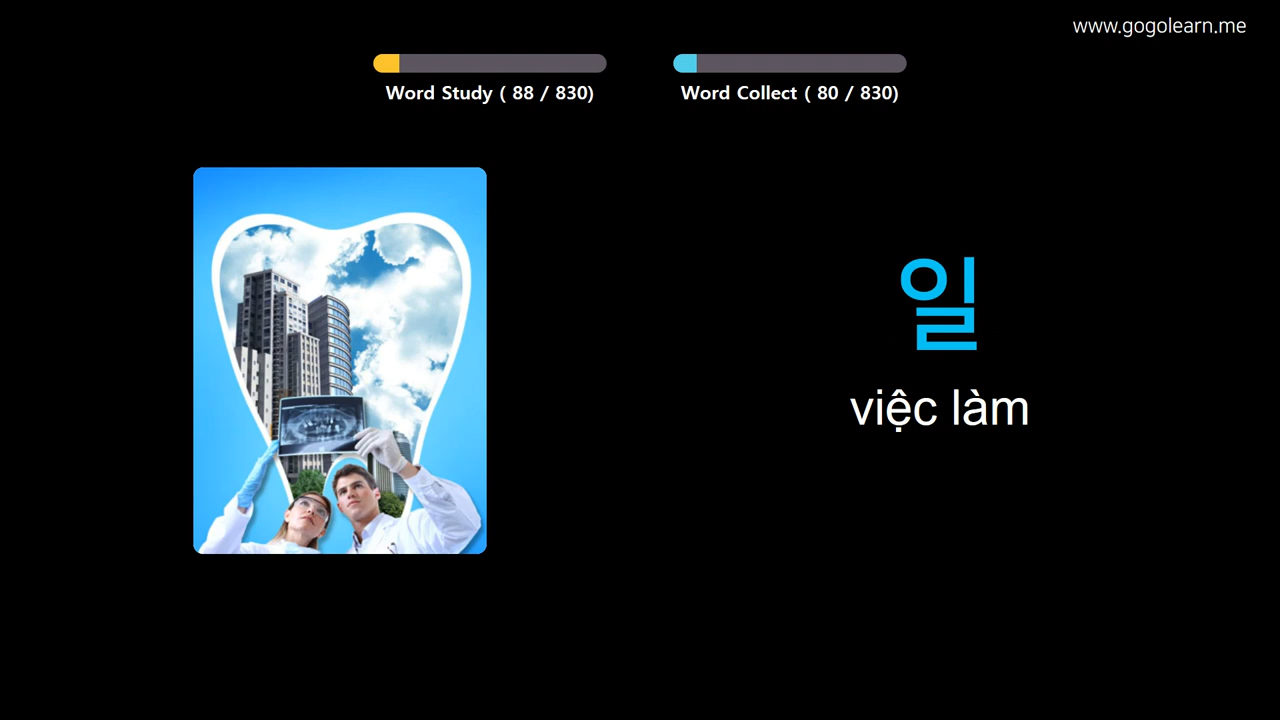 www.gogolearn.me
Word Study ( 88 / 830)
Word Collect ( 80 / 830)
일
việc làm